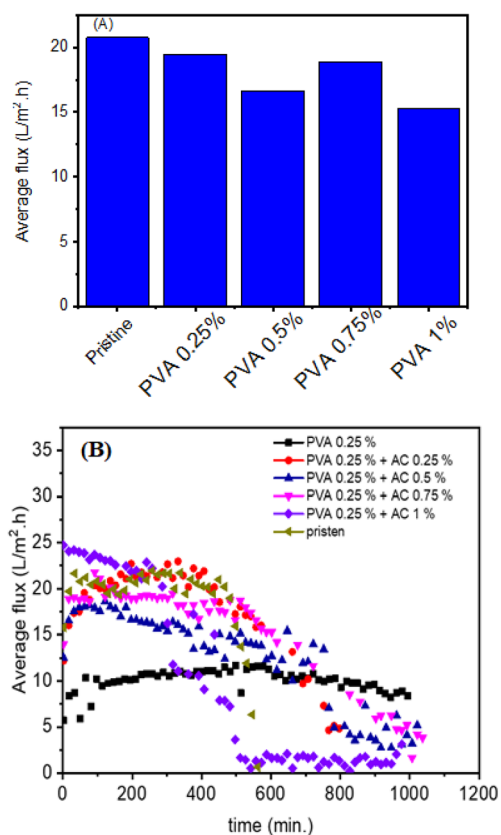 (A)
Average flux (L/m².h)
20
15
10
5
0
Pristine
PVA 0.25%
PVA 0.5%
PVA 0.75%
PVA 1%
(B)
PVA 0.25 %
PVA 0.25 % + AC 0.25 %
PVA 0.25 % + AC 0.5 %
PVA 0.25 % + AC 0.75 %
PVA 0.25 % + AC 1 %
pristen
Average flux (L/m².h)
35
30
25
20
15
10
5
0
0 200 400 600 800 1000
time (min.)